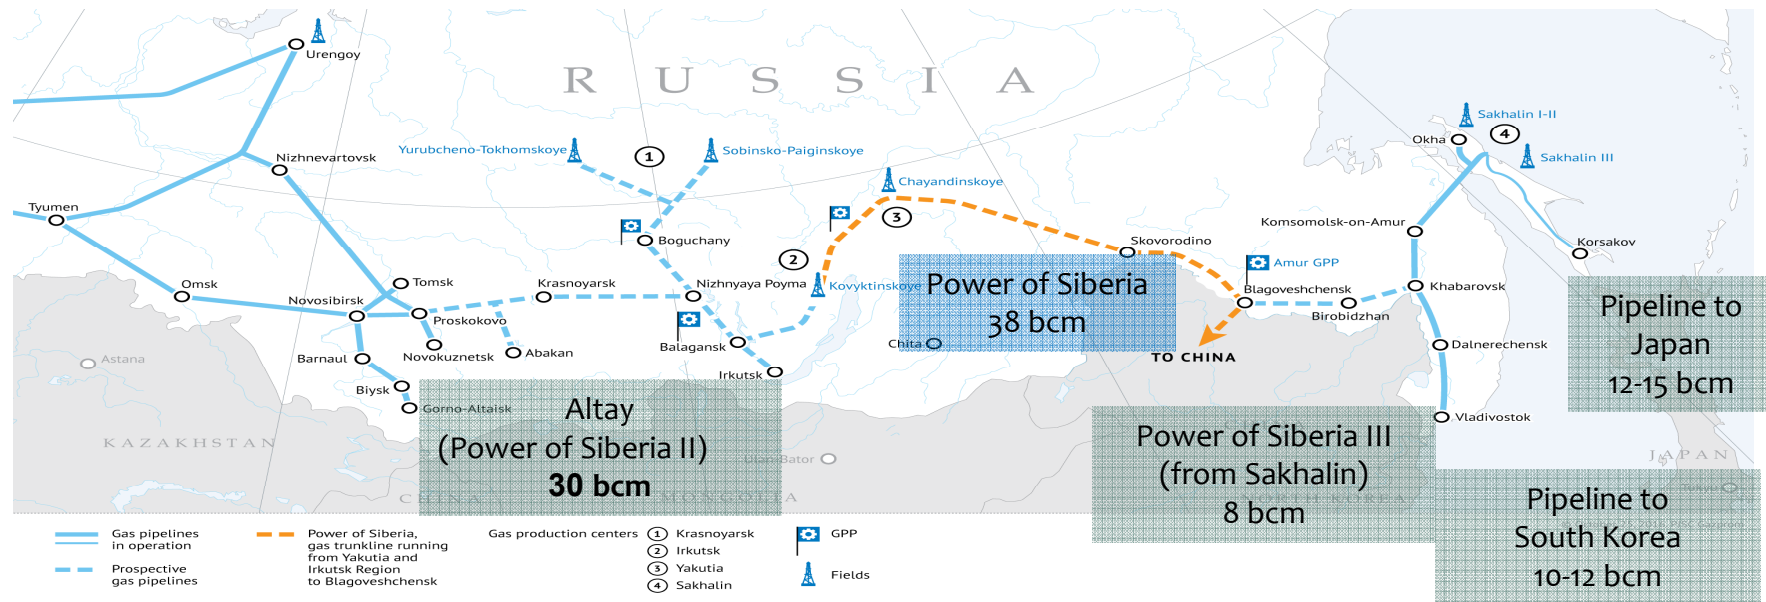 Urengoy
R U S S I A
Sakhalin I-II
Okha
4
Sakhalin III
Yurubcheno-Tokhomskoye
1
Sobinsko-Paiginskoye
Nizhnevartovsk
Chayandinskoye
3
Tyumen
Komsomolsk-on-Amur
Boguchany
Skovorodino
Korsakov
2
Amur GPP
Omsk
Tomsk
Krasnoyarsk
Nizhnyaya Poyma
Kovyktinskoye
Power of Siberia
38 bcm
Blagoveshchensk
Khabarovsk
Birobidzhan
Novosibirsk
Proskokovo
Pipeline to
Japan
12-15 bcm
Astana
Barnaul
Novokuznetsk
Abakan
Balagansk
Chita
TO CHINA
Dalnerechensk
Irkutsk
Biysk
Gorno-Altaisk
Vladivostok
Altay
(Power of Siberia II)
30 bcm
Power of Siberia III
(from Sakhalin)
8 bcm
KAZAKHSTAN
Ulan-Bator
JAPAN
CHINA
MONGOLIA
NORTH KOREA
Tokyo
Pipeline to
South Korea
10-12 bcm
Gas pipelines
in operation
Prospective
gas pipelines
Power of Siberia,
gas trunkline running
from Yakutia and
Irkutsk Region
to Blagoveshchensk
Gas production centers
1 Krasnoyarsk
2 Irkutsk
3 Yakutia
4 Sakhalin
GPP
Fields